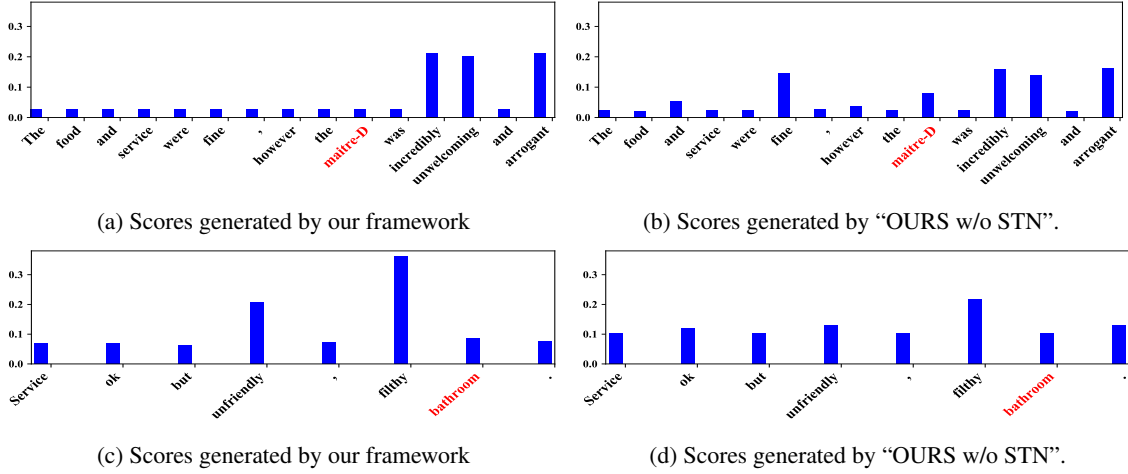 0.3
0.2
0.1
0.0
The food and service were fine , however the maitre-D was incredibly unwelcoming and arrogant
(a) Scores generated by our framework
0.3
0.2
0.1
0.0
The food and service were fine , however the maitre-D was incredibly unwelcoming and arrogant
(b) Scores generated by “OURS w/o STN”.
0.3
0.2
0.1
0.0
Service ok but unfriendly , filthy bathroom .
(c) Scores generated by our framework
0.3
0.2
0.1
0.0
Service ok but unfriendly , filthy bathroom .
(d) Scores generated by “OURS w/o STN”.